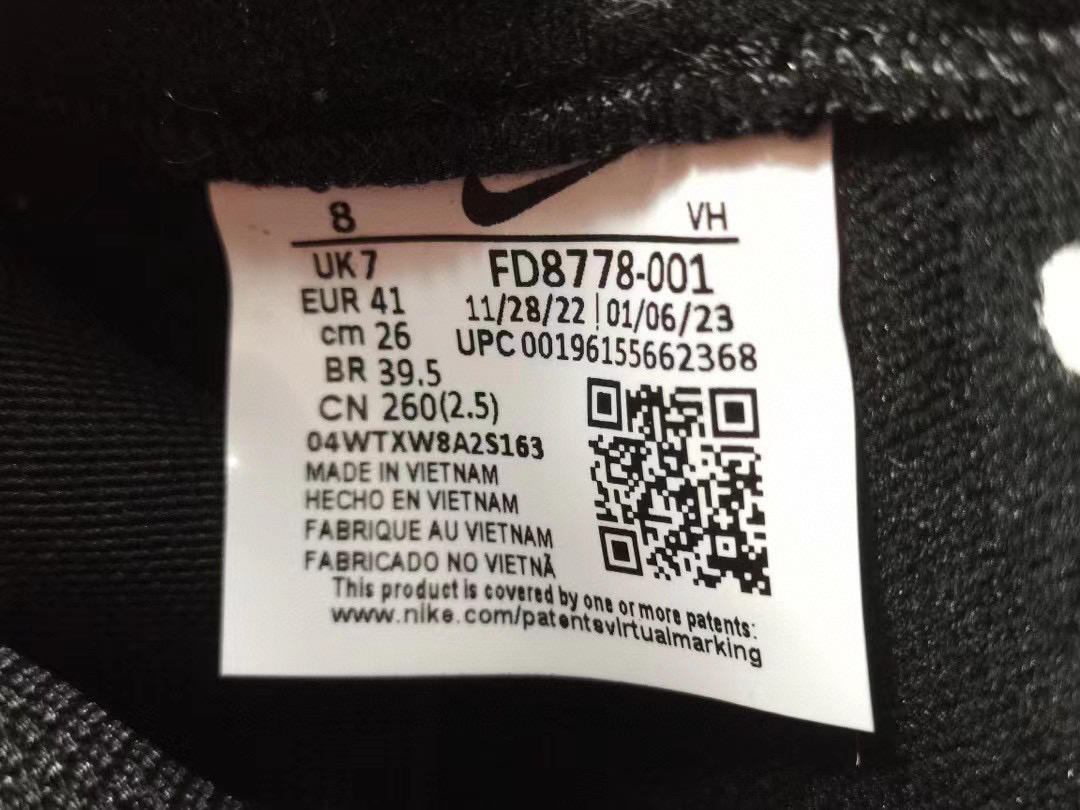 8 VH
UK 7 FD8778-001
EUR 41 11/28/22 | 01/06/23
cm 26 UPC 00196155662368
BR 39.5
CN 260(2.5)
04WTXW8A2S163
MADE IN VIETNAM
HECHO EN VIETNAM
FABRIQUE AU VIETNAM
FABRICADO NO VIETNÃ
This product is covered by one or more patents:
www.nike.com/patentsvirtualmarking